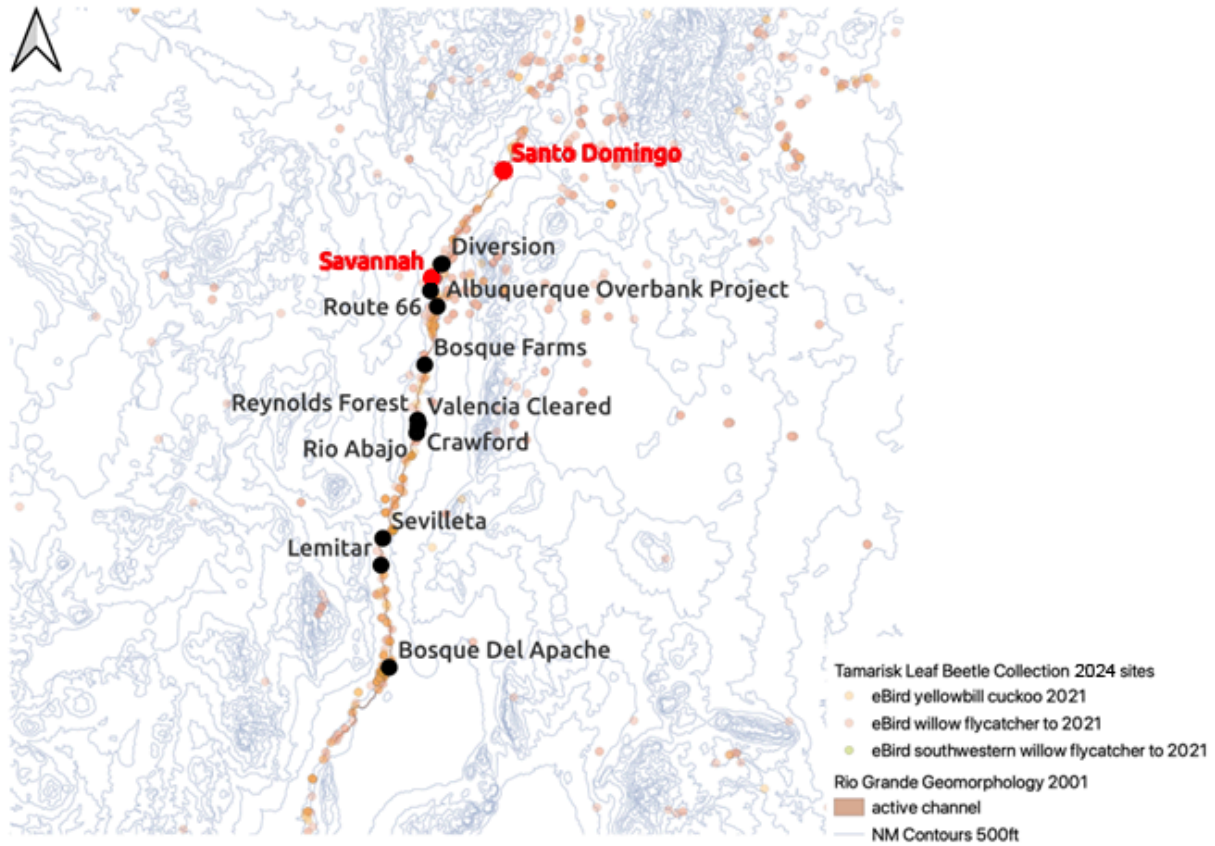 Santo Domingo
Diversion
Savannah
Albuquerque Overbank Project
Route 66
Bosque Farms
Reynolds Forest
Valencia Cleared
Crawford
Rio Abajo
Sevilleta
Lemitar
Bosque Del Apache
Tamarisk Leaf Beetle Collection 2024 sites
eBird yellowbill cuckoo 2021
eBird willow flycatcher to 2021
eBird southwestern willow flycatcher to 2021
Rio Grande Geomorphology 2001
active channel
NM Contours 500ft